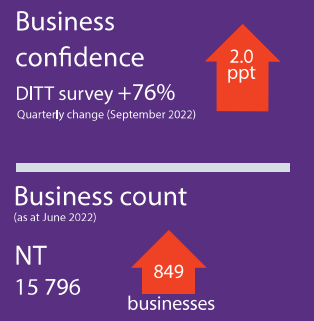 Business
confidence
DITT survey +76%
Quarterly change (September 2022)
2.0
ppt
Business count
(as at June 2022)
NT
15 796
849
businesses